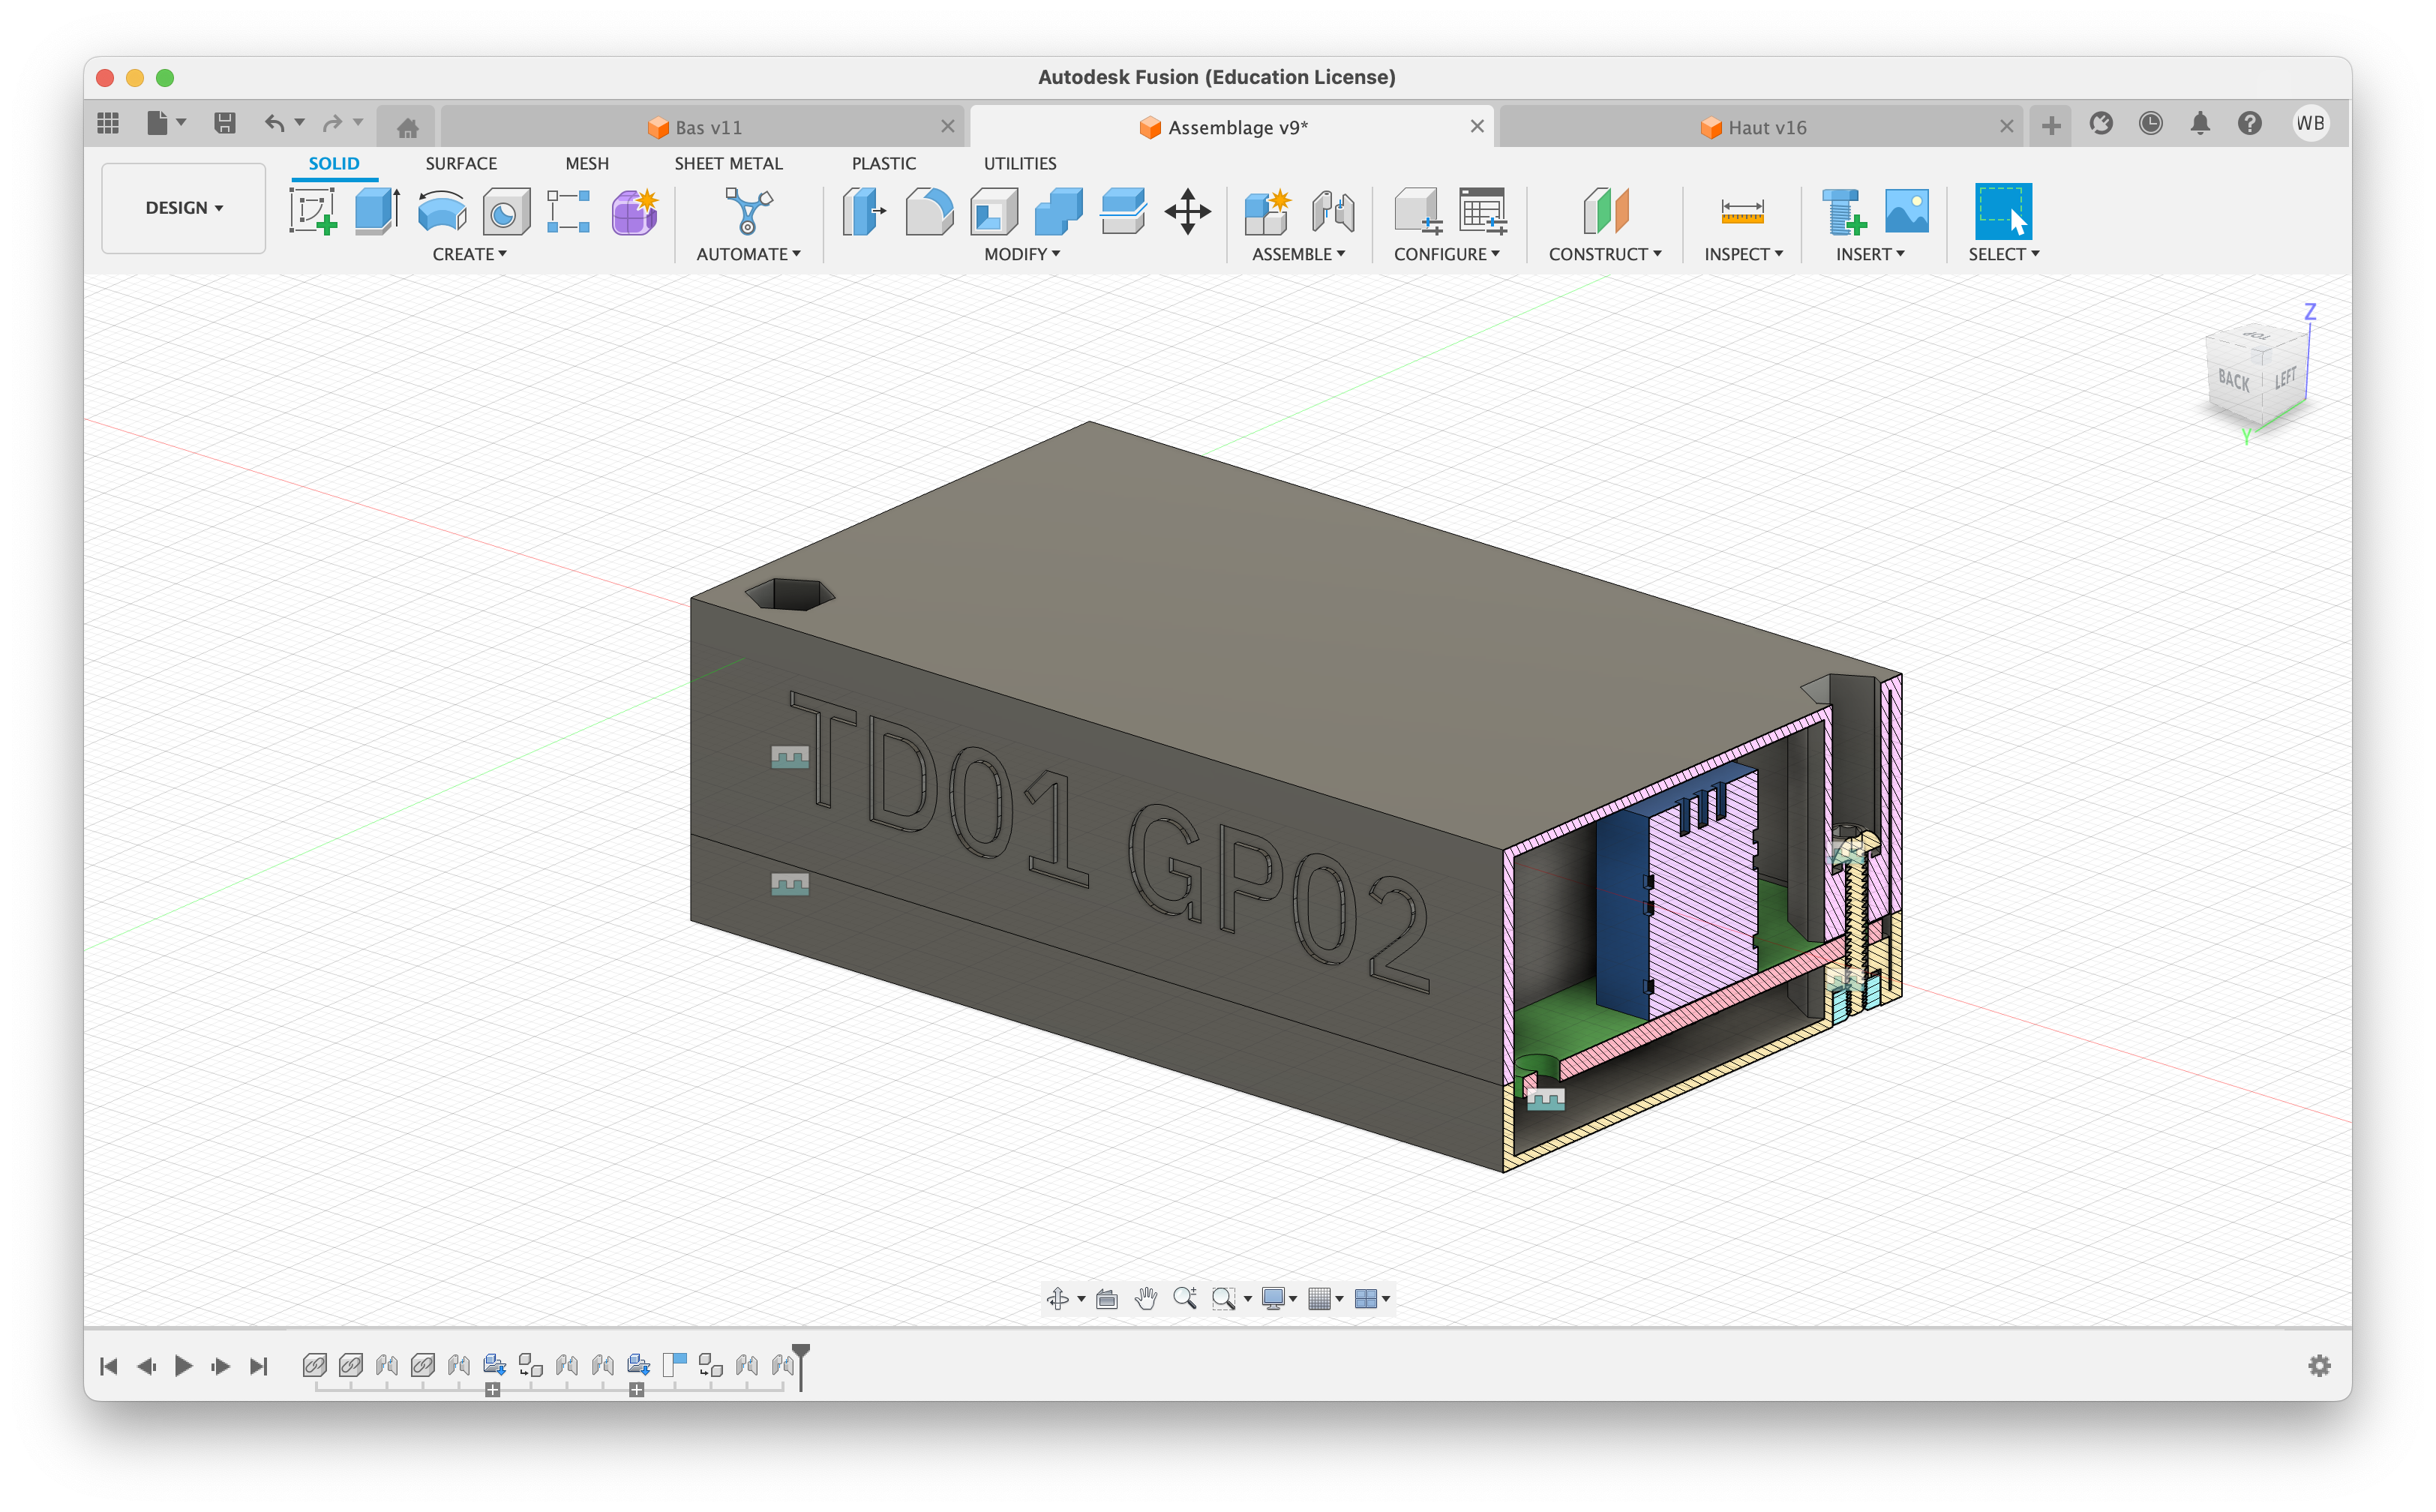 Autodesk Fusion (Education License)
Bas v11
Assemblage v9*
Haut v16
WB
DESIGN
SOLID
SURFACE
MESH
SHEET METAL
PLASTIC
UTILITIES
CREATE
AUTOMATE
MODIFY
ASSEMBLE
CONFIGURE
CONSTRUCT
INSPECT
INSERT
SELECT
Z
TOP
BACK
LEFT
Y
TD01 GP02